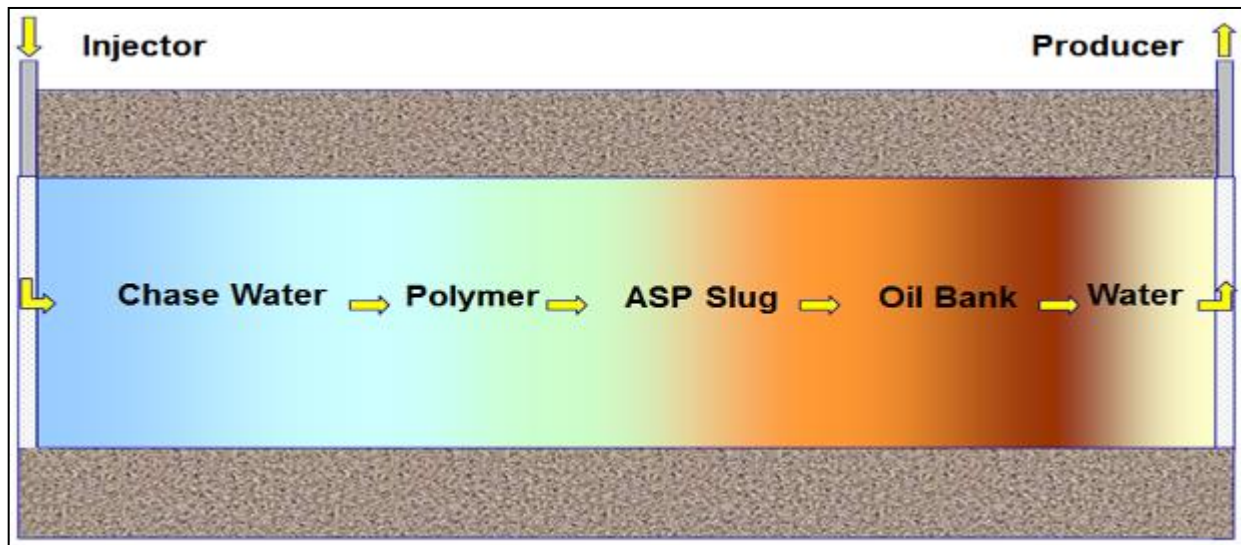 Injector Producer
Chase Water Polymer ASP Slug Oil Bank Water